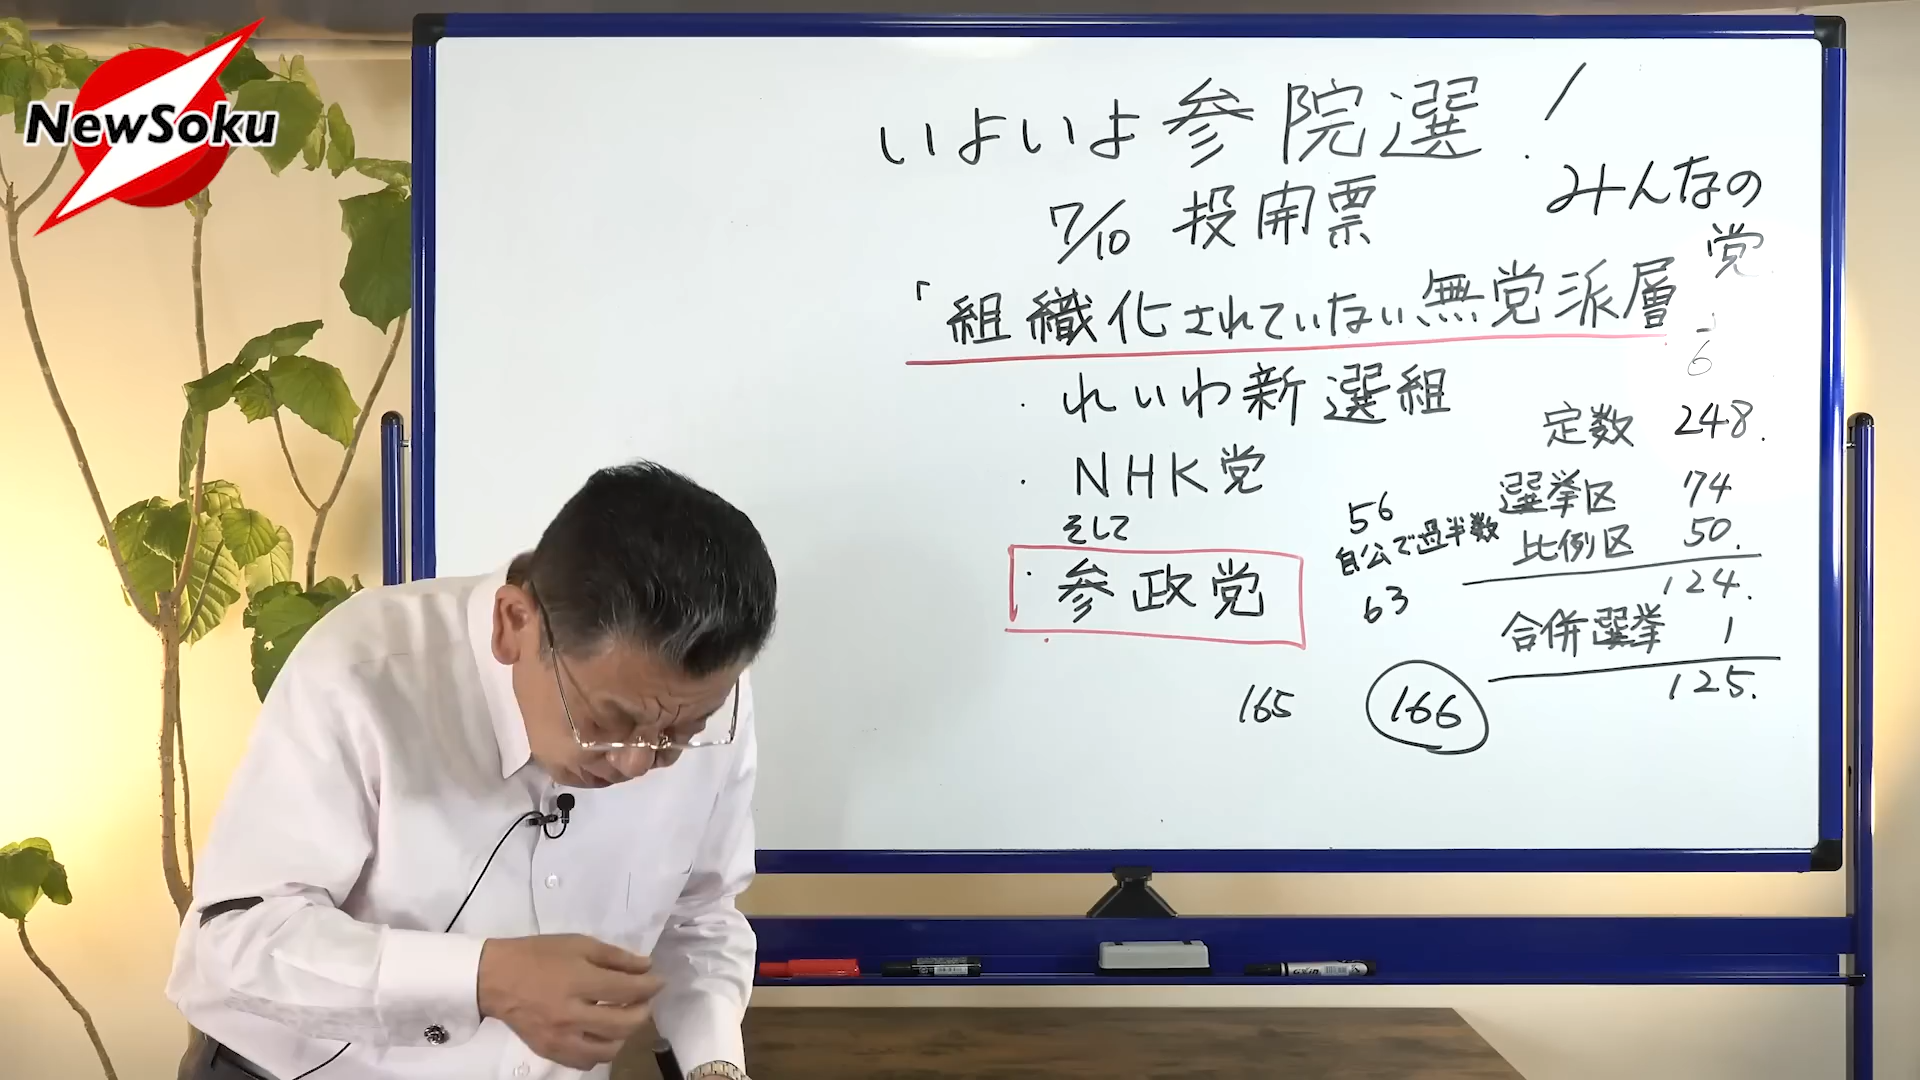 NewSoku
いよいよ参院選!
7/10 投開票
みんなの
党
「組織化されていない無党派層
6
・れいわ新選組
・NHK党
そして
・参政党
定数 248.
選挙区 74
比例区 50.
124.
合併選挙 1
125.
56
自公で過半数
63
165
166